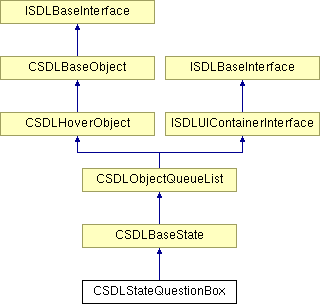 ISDLBaseInterface
CSDLBaseObject
ISDLBaseInterface
CSDLHoverObject
ISDLUIContainerInterface
CSDLObjectQueueList
CSDLBaseState
CSDLStateQuestionBox